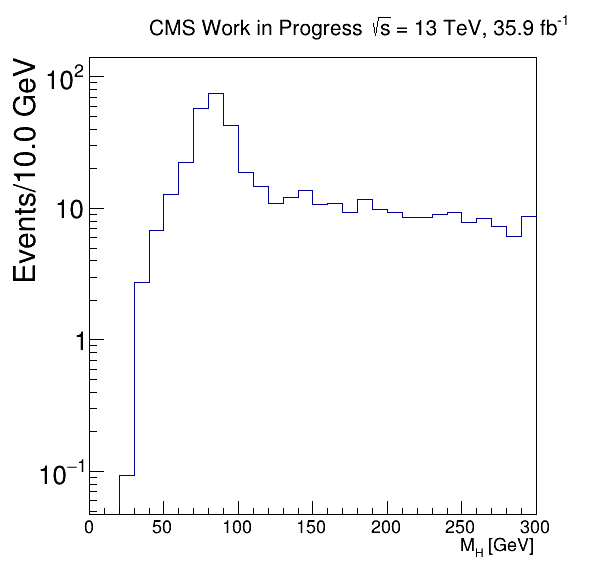 CMS Work in Progress √s = 13 TeV, 35.9 fb⁻¹
Events/10.0 GeV
10²
10
1
10⁻¹
0 50 100 150 200 250 300
M_H [GeV]